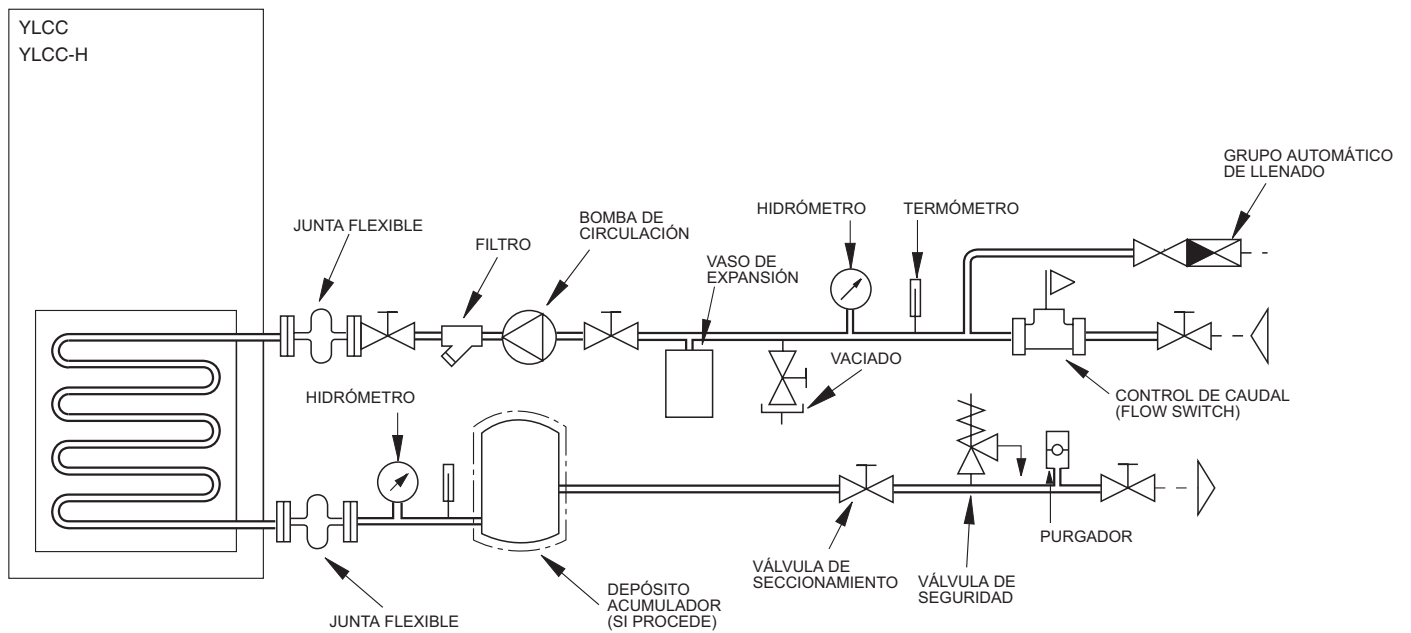 YLCC
YLCC-H
GRUPO AUTOMÁTICO
DE LLENADO
JUNTA FLEXIBLE
FILTRO
BOMBA DE
CIRCULACIÓN
HIDRÓMETRO
TERMÓMETRO
VASO DE
EXPANSIÓN
VACIADO
CONTROL DE CAUDAL
(FLOW SWITCH)
HIDRÓMETRO
PURGADOR
VÁLVULA DE
SECCIONAMIENTO
VÁLVULA DE
SEGURIDAD
DEPÓSITO
ACUMULADOR
(SI PROCEDE)
JUNTA FLEXIBLE